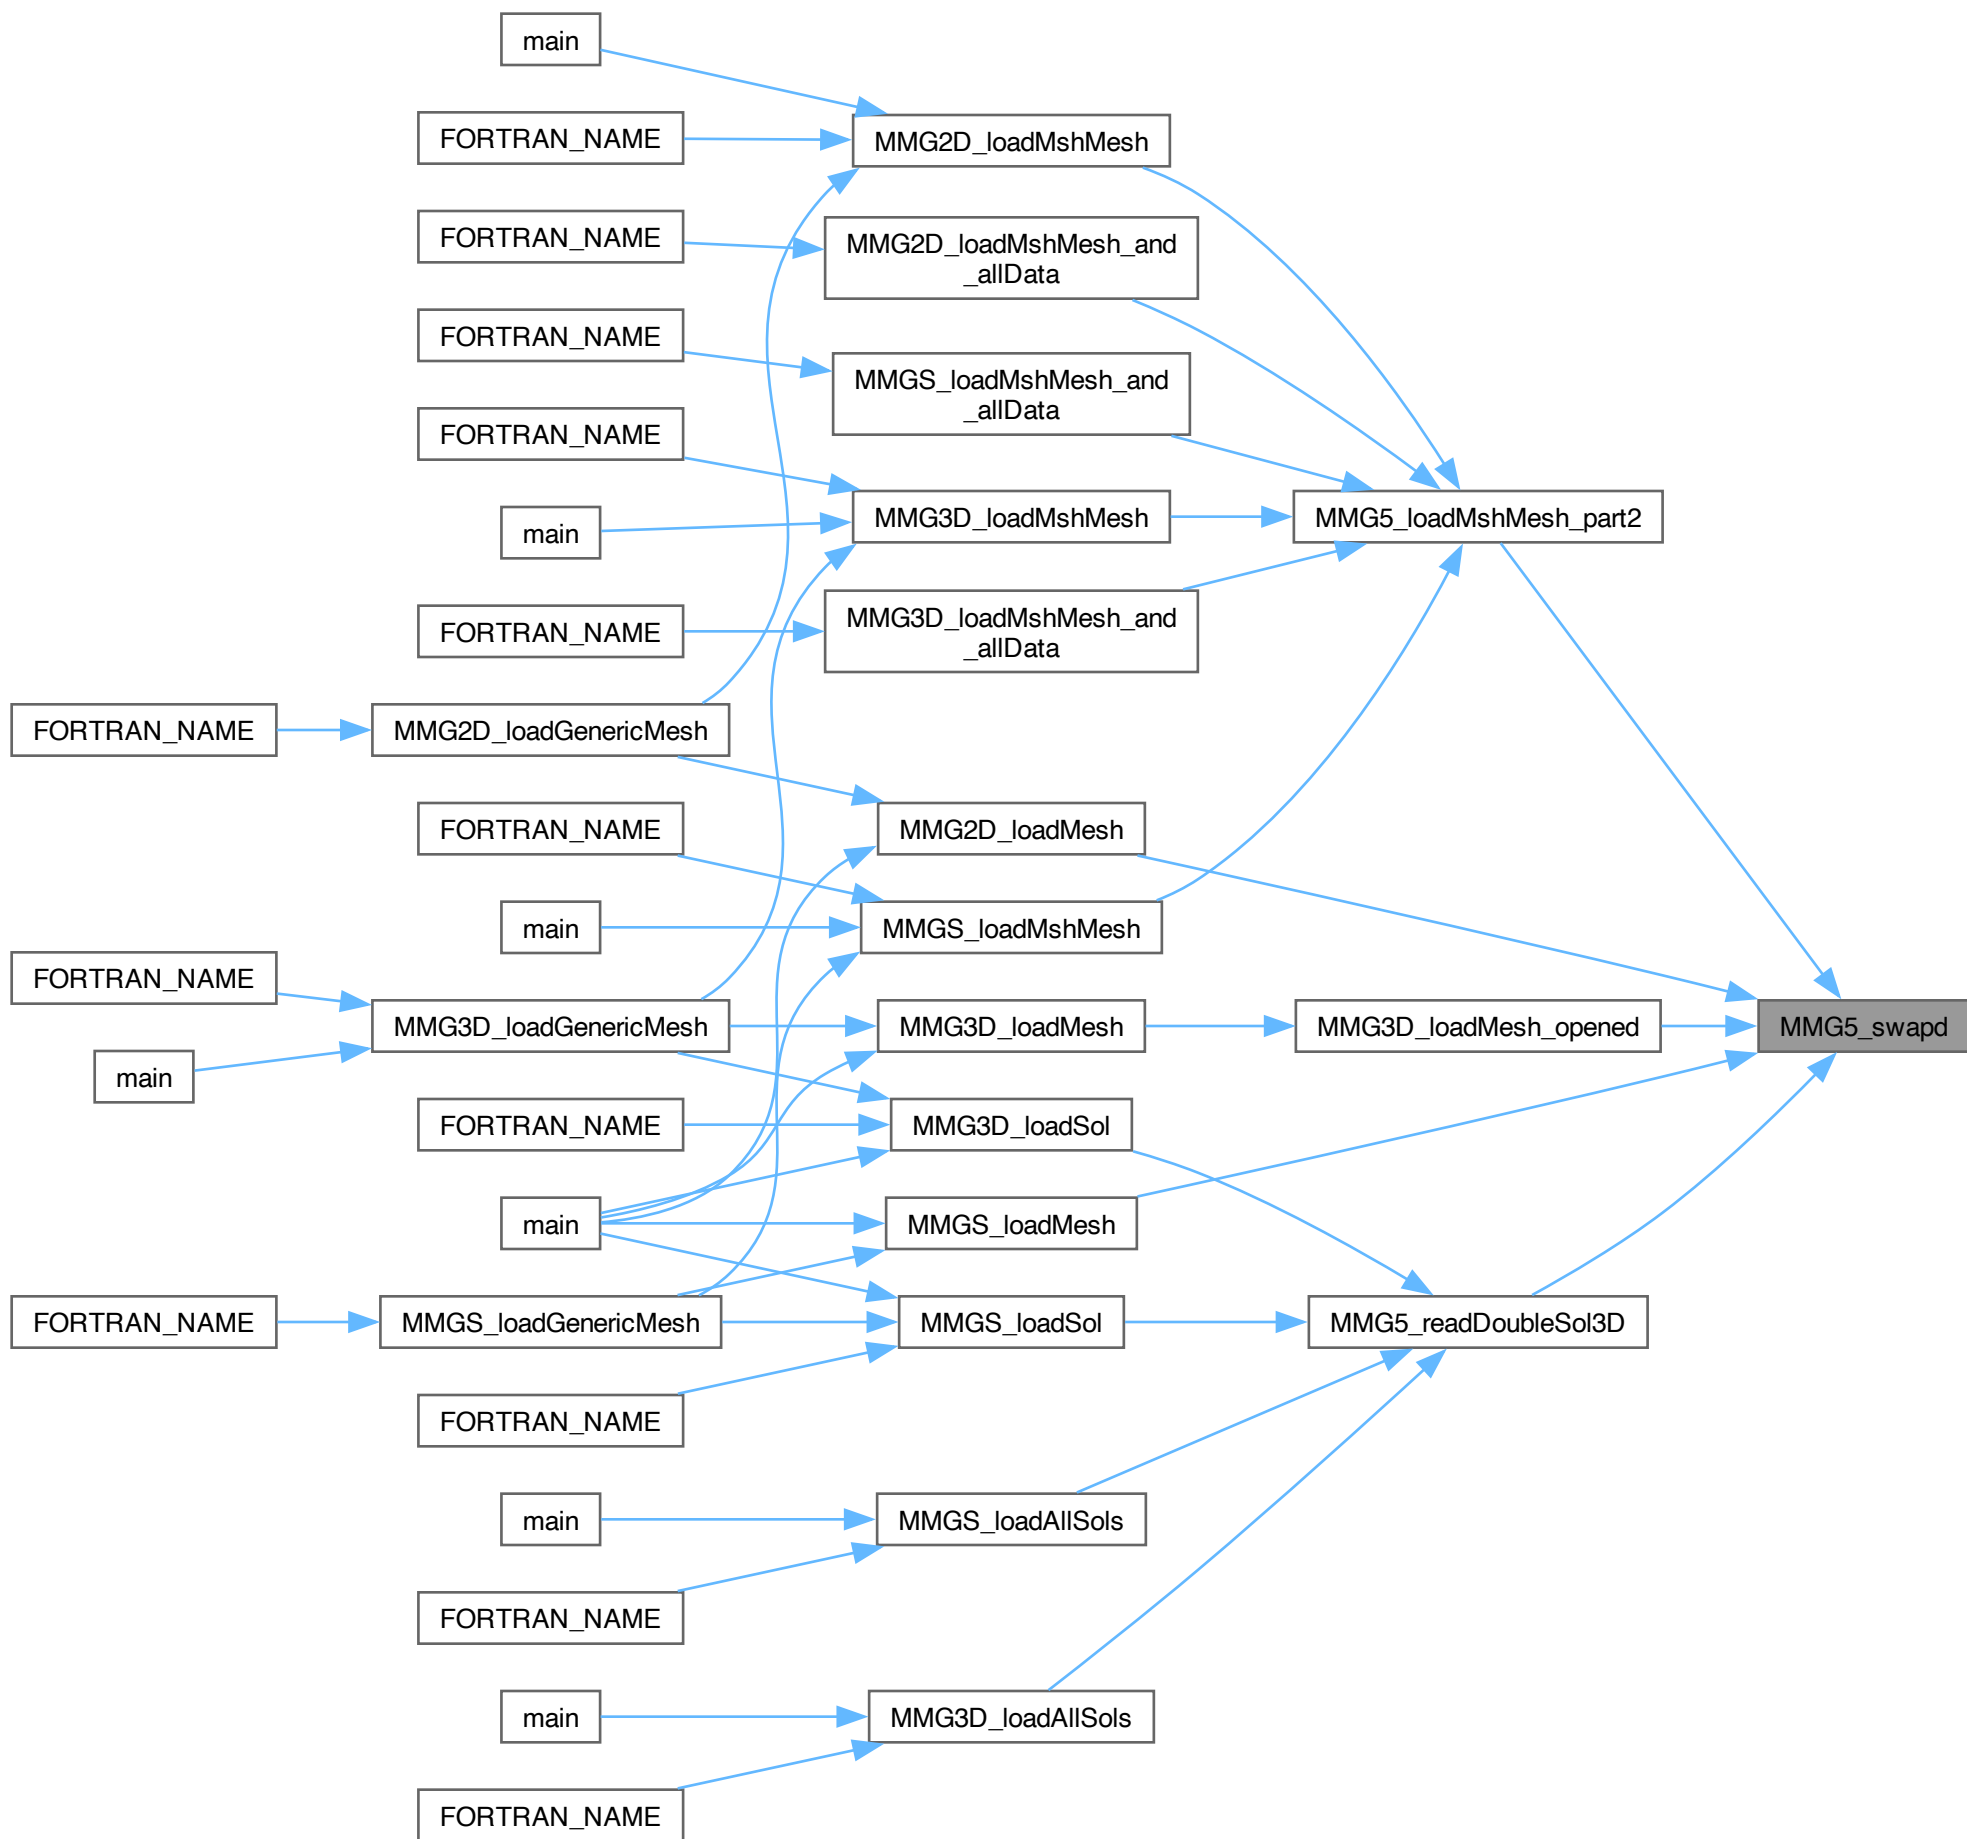 main
FORTRAN_NAME
MMG2D_loadMshMesh
FORTRAN_NAME
MMG2D_loadMshMesh_and
_allData
FORTRAN_NAME
MMGS_loadMshMesh_and
_allData
FORTRAN_NAME
MMG3D_loadMshMesh
MMG5_loadMshMesh_part2
main
FORTRAN_NAME
MMG3D_loadMshMesh_and
_allData
FORTRAN_NAME
MMG2D_loadGenericMesh
FORTRAN_NAME
MMG2D_loadMesh
main
MMGS_loadMshMesh
FORTRAN_NAME
MMG3D_loadGenericMesh
MMG3D_loadMesh
MMG3D_loadMesh_opened
MMG5_swapd
main
FORTRAN_NAME
MMG3D_loadSol
main
MMGS_loadMesh
FORTRAN_NAME
MMGS_loadGenericMesh
MMGS_loadSol
MMG5_readDoubleSol3D
FORTRAN_NAME
main
MMGS_loadAllSols
FORTRAN_NAME
main
MMG3D_loadAllSols
FORTRAN_NAME